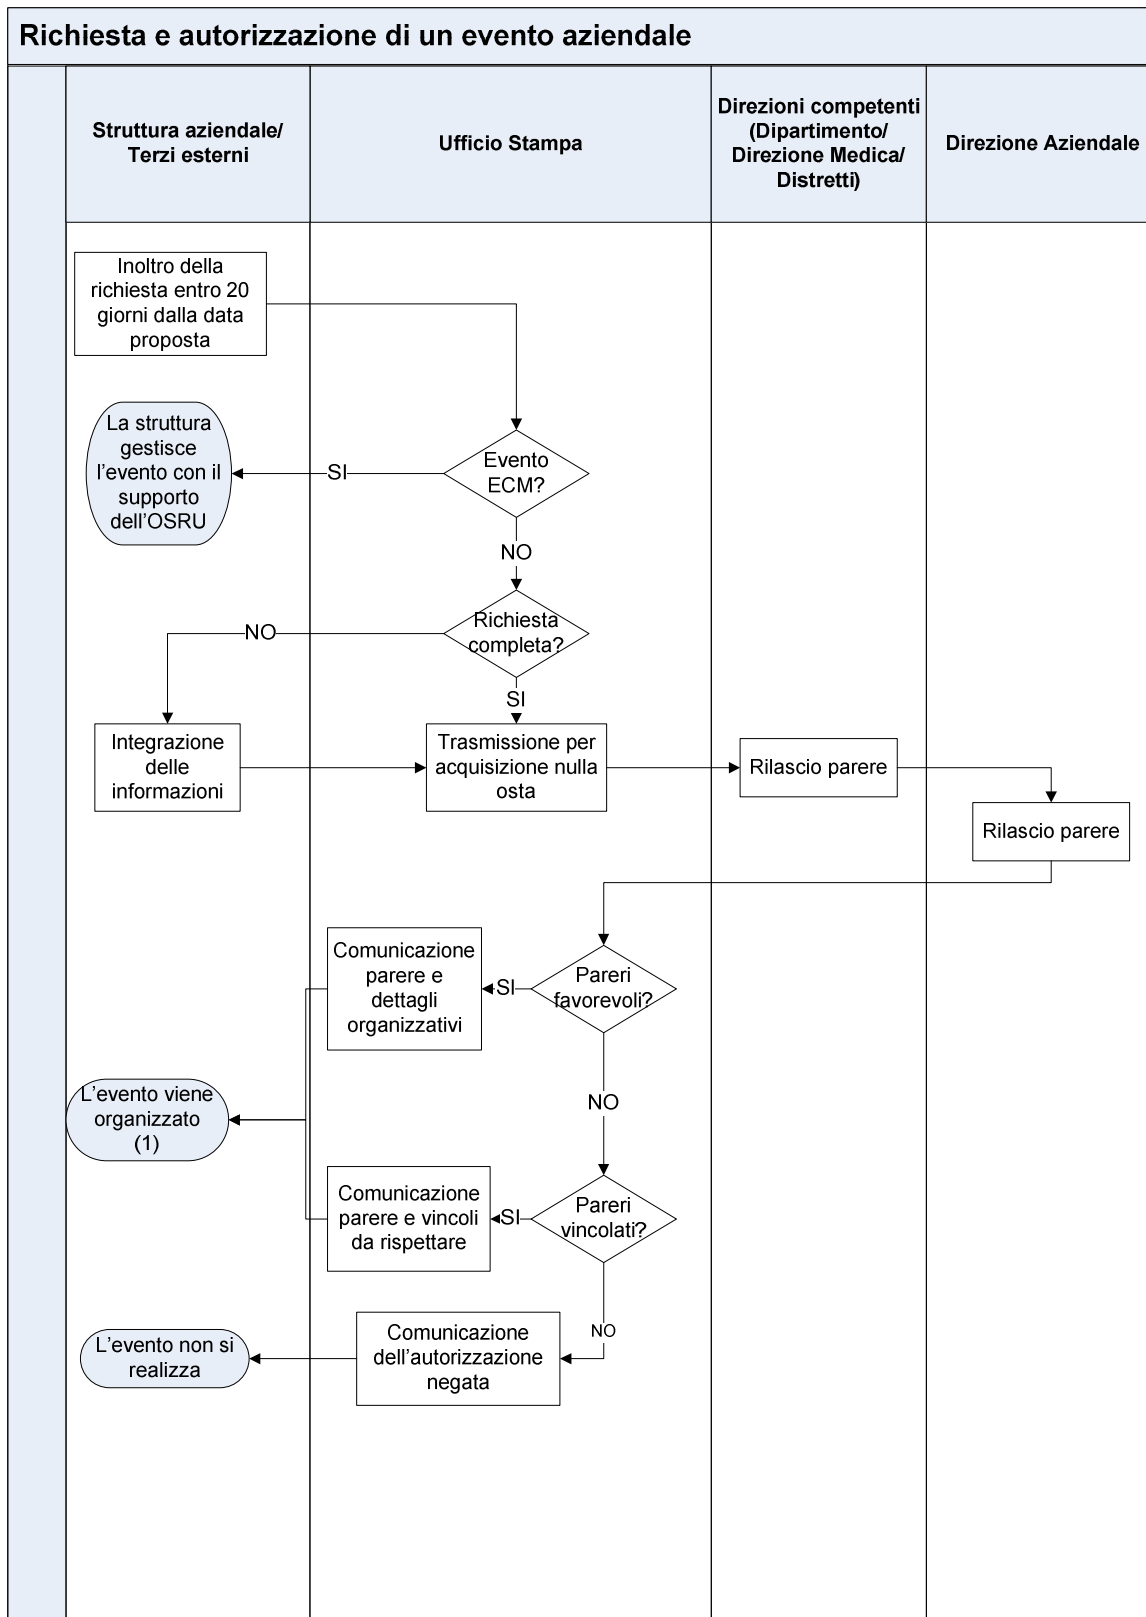 Richiesta e autorizzazione di un evento aziendale
Struttura aziendale/
Terzi esterni
Ufficio Stampa
Direzioni competenti
(Dipartimento/
Direzione Medica/
Distretti)
Direzione Aziendale
Inoltro della
richiesta entro 20
giorni dalla data
proposta
La struttura
gestisce
l'evento con il
supporto
dell'OSRU
SI
Evento
ECM?
NO
Richiesta
completa?
NO
SI
Integrazione
delle
informazioni
Trasmissione per
acquisizione nulla
osta
Rilascio parere
Rilascio parere
Comunicazione
parere e
dettagli
organizzativi
SI
Pareri
favorevoli?
NO
L'evento viene
organizzato
(1)
Comunicazione
parere e vincoli
da rispettare
SI
Pareri
vincolati?
NO
L'evento non si
realizza
Comunicazione
dell'autorizzazione
negata